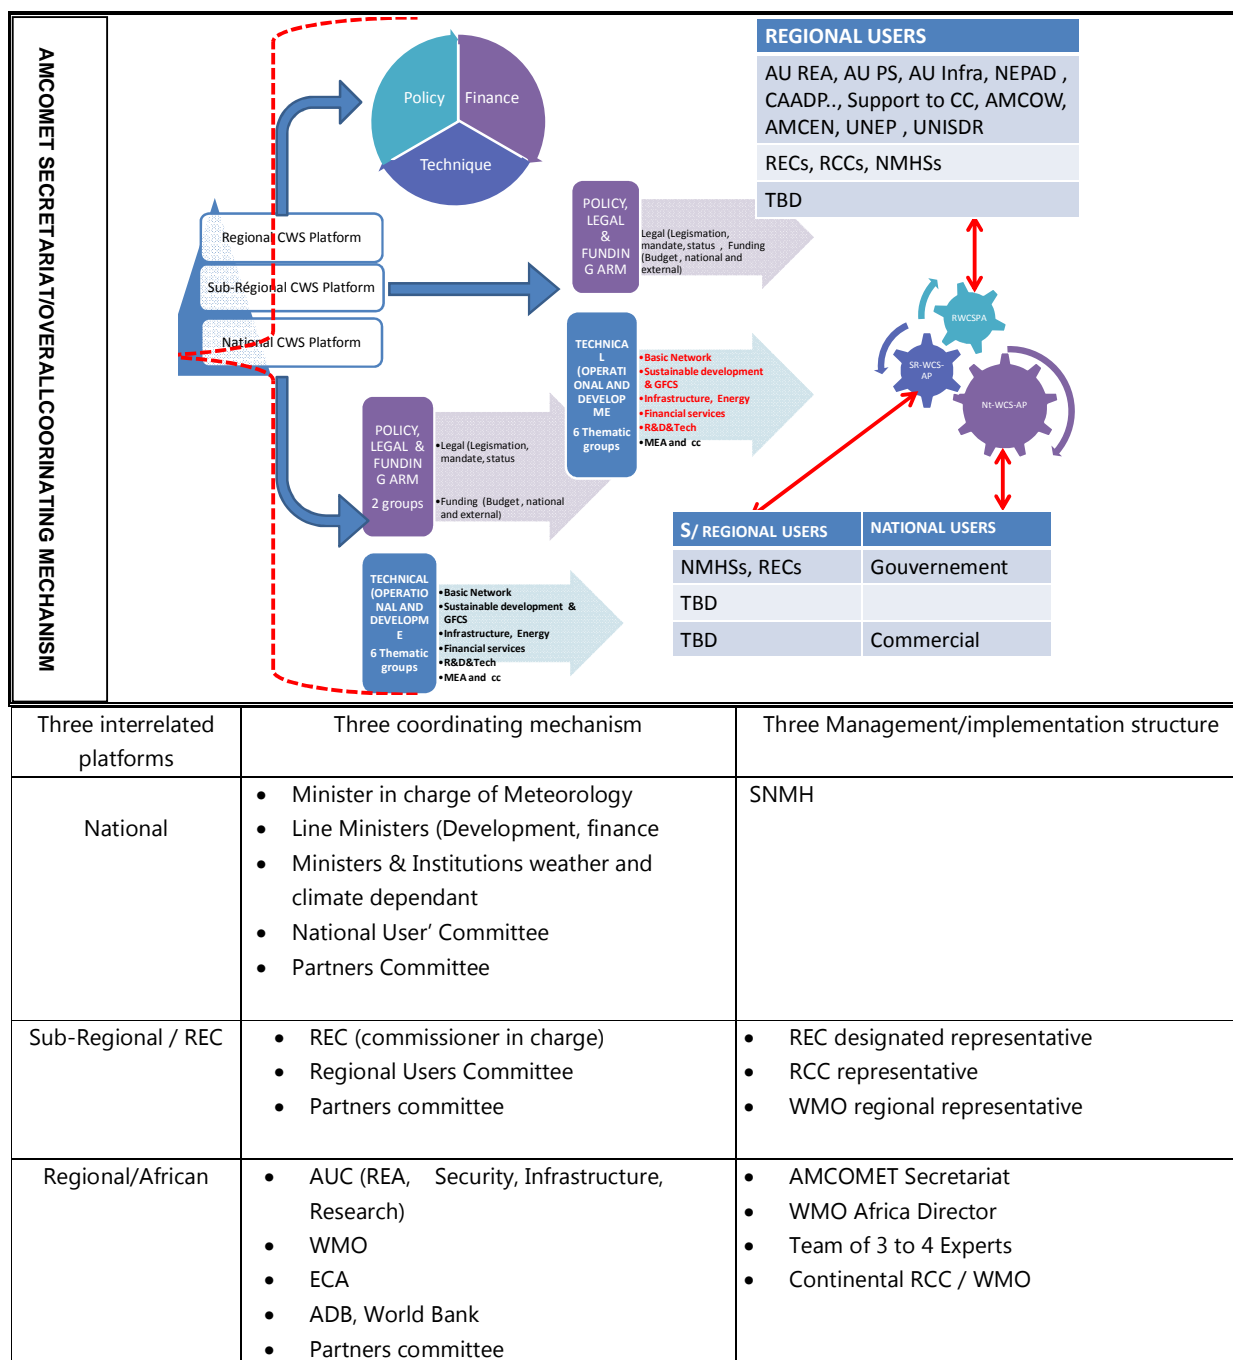 AMCOMET SECRETARIAT/OVERALLCOORINATING MECHANISM
Policy
Finance
Technique
REGIONAL USERS
AU REA, AU PS, AU Infra, NEPAD ,
CAADP.., Support to CC, AMCOW,
AMCEN, UNEP , UNISDR
RECs, RCCs, NMHSs
TBD
Regional CWS Platform
Sub-Régional CWS Platform
National CWS Platform
POLICY,
LEGAL
&
FUNDIN
G ARM
Legal (Legismation,
mandate, status , Funding
(Budget , national and
external)
TECHNICA
L
(OPERATI
ONAL AND
DEVELOP
ME
6 Thematic
groups
•Basic Network
•Sustainable development
& GFCS
•Infrastructure, Energy
•Financial services
•R&D&Tech
•MEA and cc
RWCSPA
SR-WCS-
AP
Nt-WCS-AP
POLICY,
LEGAL &
FUNDIN
G ARM
2 groups
•Legal (Legismation,
mandate, status
•Funding (Budget , national
and external)
TECHNICAL
(OPERATIO
NAL AND
DEVELOPM
E
6 Thematic
groups
•Basic Network
•Sustainable development &
GFCS
•Infrastructure, Energy
•Financial services
•R&D&Tech
•MEA and cc
S/ REGIONAL USERS NATIONAL USERS
NMHSs, RECs Gouvernement
TBD
TBD Commercial
Three interrelated
platforms
Three coordinating mechanism
Three Management/implementation structure
National
• Minister in charge of Meteorology
• Line Ministers (Development, finance
• Ministers & Institutions weather and
climate dependant
• National User’ Committee
• Partners Committee
SNMH
Sub-Regional / REC
• REC (commissioner in charge)
• Regional Users Committee
• Partners committee
• REC designated representative
• RCC representative
• WMO regional representative
Regional/African
• AUC (REA, Security, Infrastructure,
Research)
• WMO
• ECA
• ADB, World Bank
• Partners committee
• AMCOMET Secretariat
• WMO Africa Director
• Team of 3 to 4 Experts
• Continental RCC / WMO